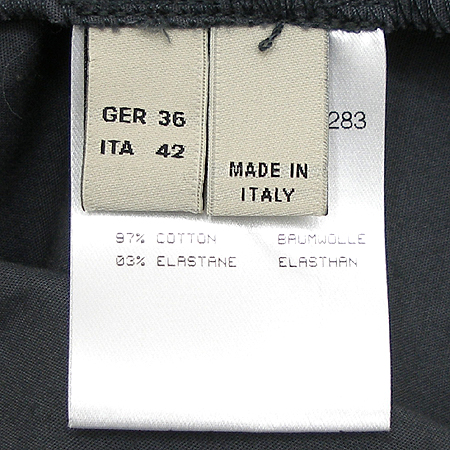 GER 36
ITA 42
MADE IN
ITALY
283
97% COTTON BAUMWOLLE
03% ELASTANE ELASTHAN